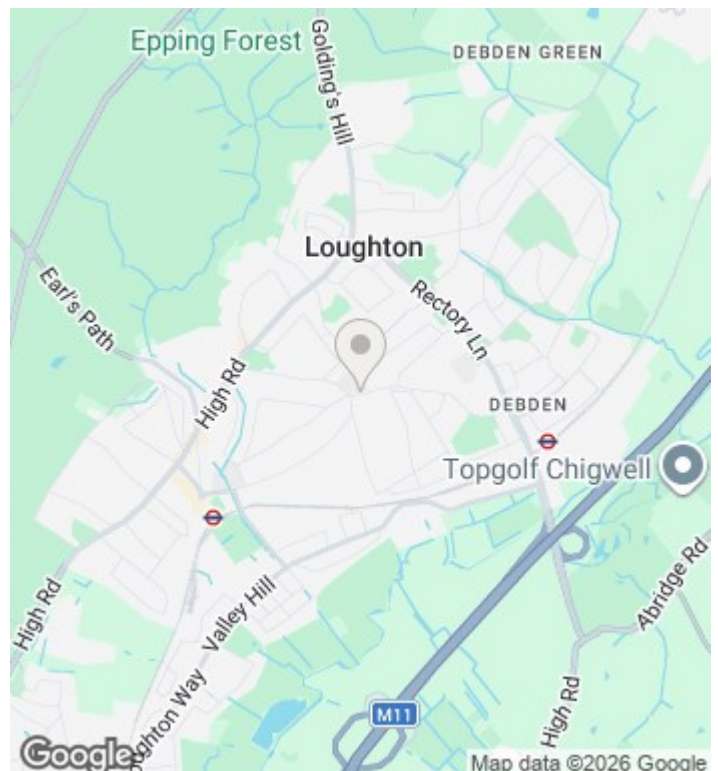 Epping Forest
Golding's Hill
DEBDEN GREEN
Loughton
Earl's Path
Rectory Ln
High Rd
DEBDEN
Topgolf Chigwell
High Rd
Valley Hill
Abridge Rd
oughton Way
M11
High Rd
Google
Map data ©2026 Google